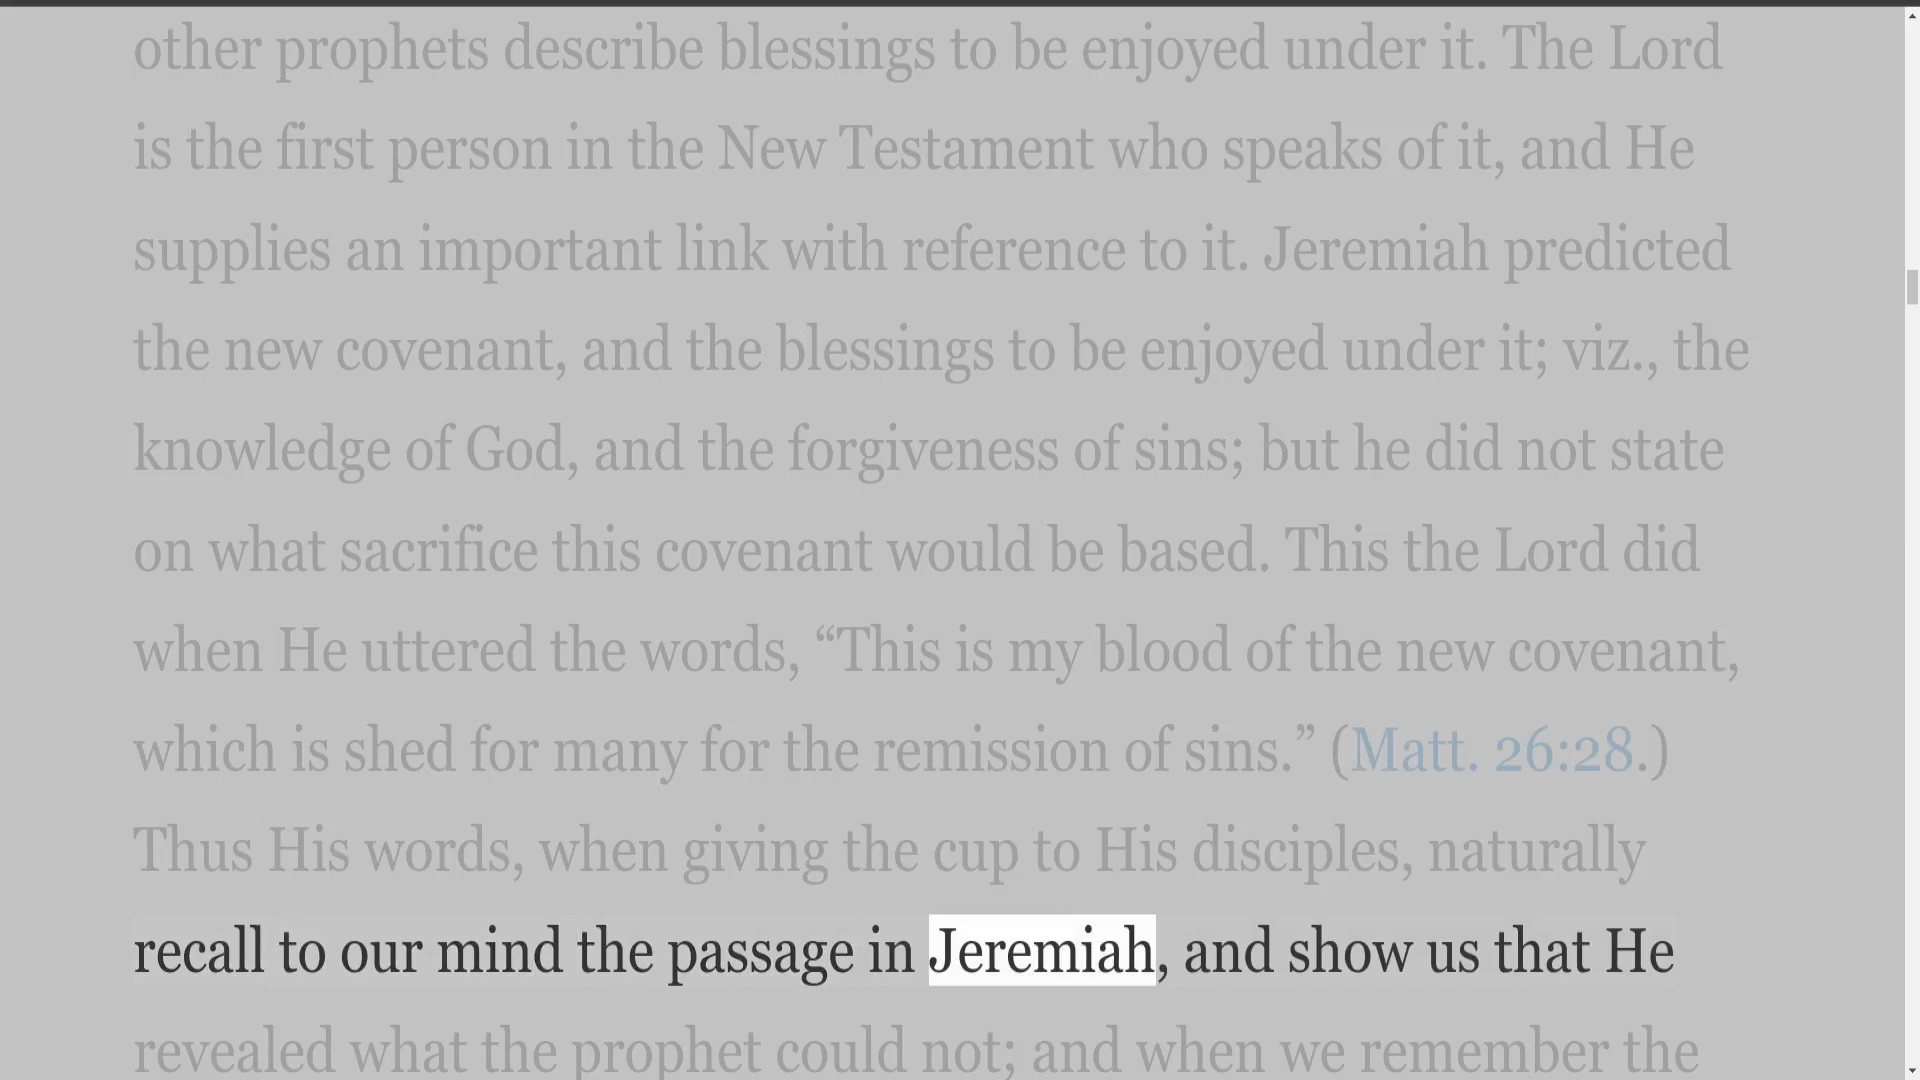 other prophets describe blessings to be enjoyed under it. The Lord
is the first person in the New Testament who speaks of it, and He
supplies an important link with reference to it. Jeremiah predicted
the new covenant, and the blessings to be enjoyed under it; viz., the
knowledge of God, and the forgiveness of sins; but he did not state
on what sacrifice this covenant would be based. This the Lord did
when He uttered the words, “This is my blood of the new covenant,
which is shed for many for the remission of sins.” (Matt. 26:28.)
Thus His words, when giving the cup to His disciples, naturally
recall to our mind the passage in Jeremiah, and show us that He
revealed what the prophet could not; and when we remember the